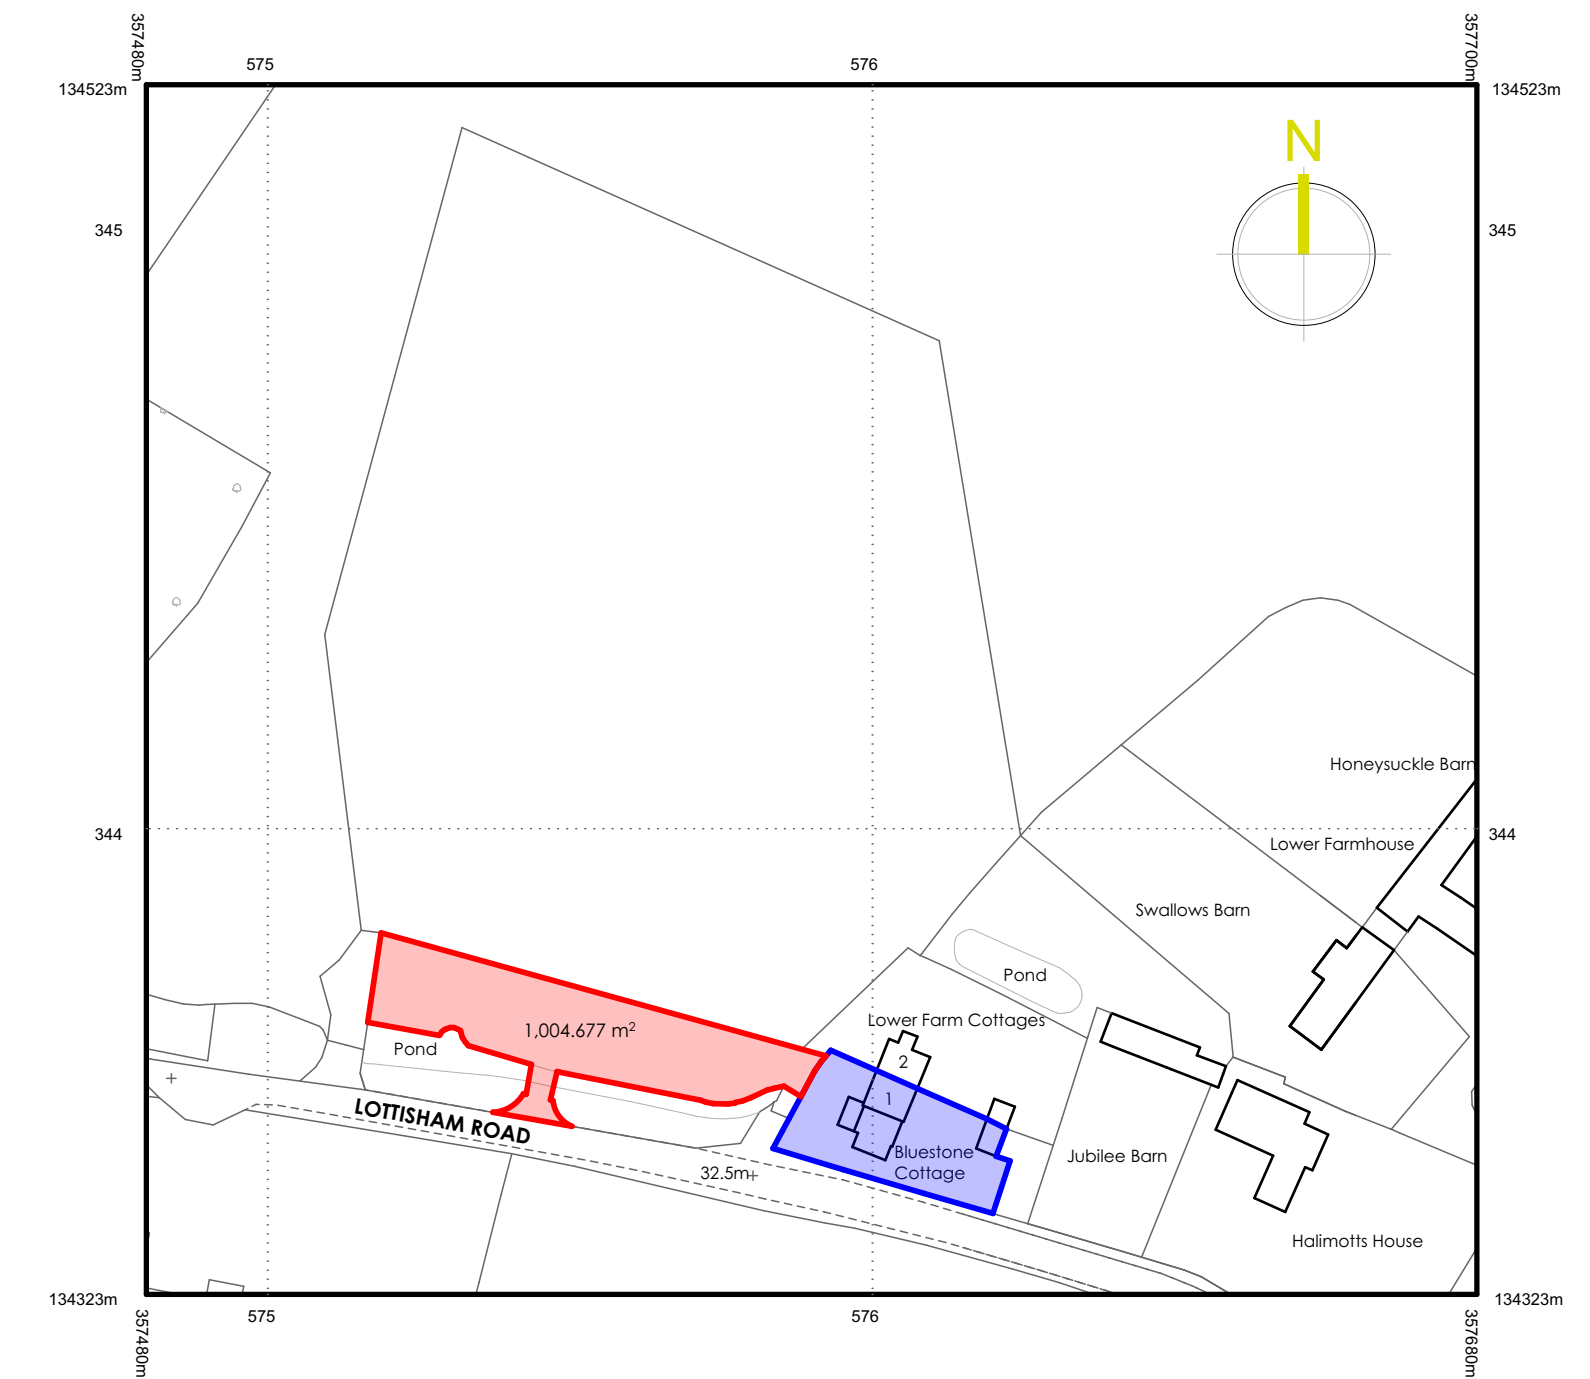 357480m
357700m
575
576
134523m
134523m
N
345
345
Honeysuckle Barn
344
344
Lower Farmhouse
Swallows Barn
Pond
Lower Farm Cottages
1,004.677 m²
Pond
2
1
LOTTISHAM ROAD
Bluestone
Cottage
Jubilee Barn
32.5m
Halimotts House
134323m
134323m
575
576
357480m
357680m